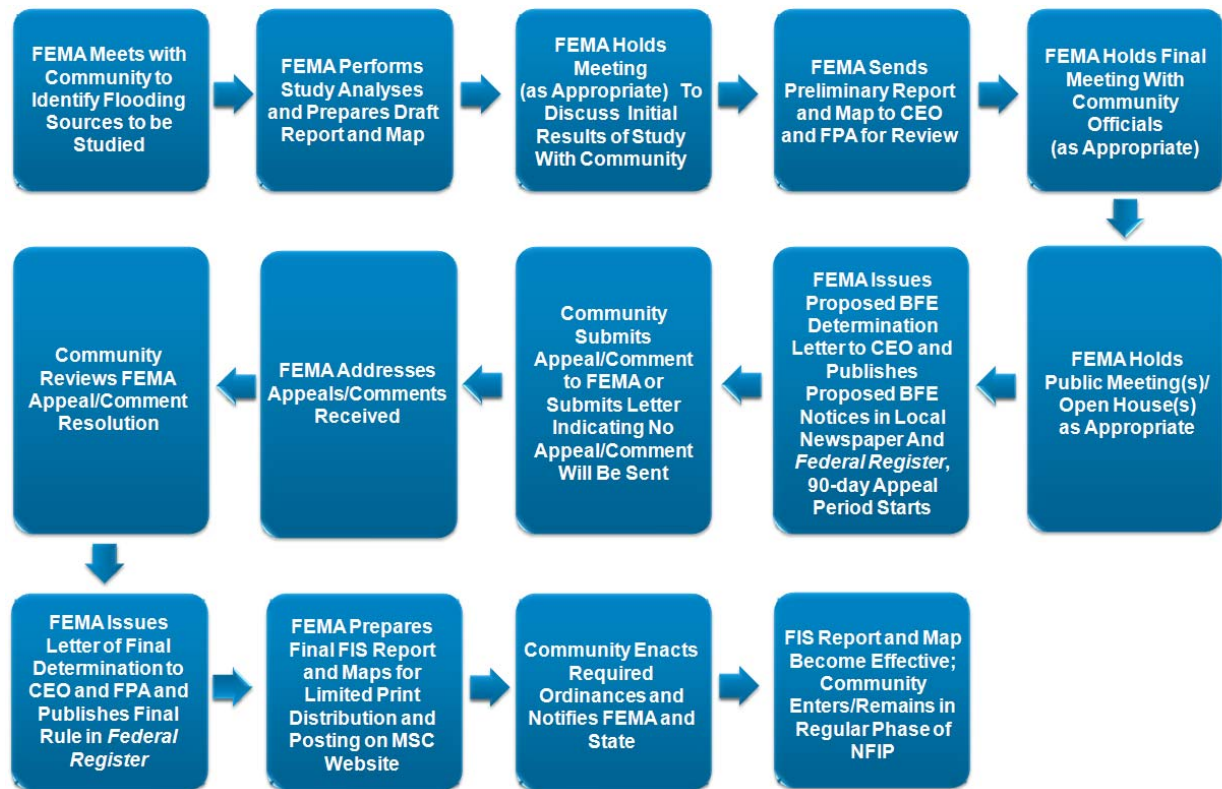 FEMA Meets with
Community to
Identify Flooding
Sources to be
Studied
FEMA Performs
Study Analyses
and Prepares Draft
Report and Map
FEMA Holds
Meeting
(as Appropriate) To
Discuss Initial
Results of Study
With Community
FEMA Sends
Preliminary Report
and Map to CEO
and FPA for Review
FEMA Holds Final
Meeting With
Community
Officials
(as Appropriate)
FEMA Holds
Public Meeting(s)/
Open House(s)
as Appropriate
FEMA Issues
Proposed BFE
Determination
Letter to CEO and
Publishes
Proposed BFE
Notices in Local
Newspaper And
Federal Register,
90-day Appeal
Period Starts
Community
Submits
Appeal/Comment
to FEMA or
Submits Letter
Indicating No
Appeal/Comment
Will Be Sent
FEMA Addresses
Appeals/Comments
Received
Community
Reviews FEMA
Appeal/Comment
Resolution
FEMA Issues
Letter of Final
Determination to
CEO and FPA and
Publishes Final
Rule in Federal
Register
FEMA Prepares
Final FIS Report
and Maps for
Limited Print
Distribution and
Posting on MSC
Website
Community Enacts
Required
Ordinances and
Notifies FEMA and
State
FIS Report and Map
Become Effective;
Community
Enters/Remains in
Regular Phase of
NFIP